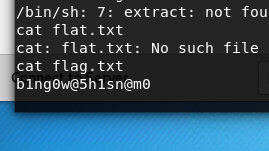 /bin/sh: 7: extract: not fou
cat flat.txt
cat: flat.txt: No such file
cat flag.txt
b1ng0w@5h1sn@m0